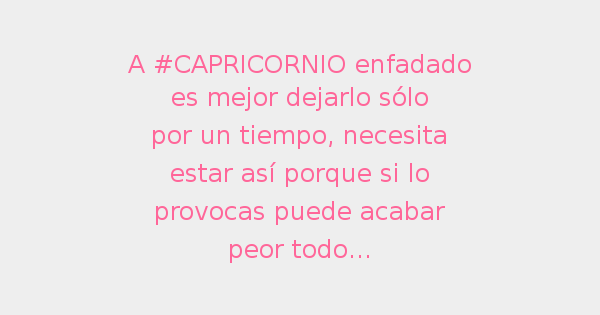 A #CAPRICORNIO enfadado
es mejor dejarlo sólo
por un tiempo, necesita
estar así porque si lo
provocas puede acabar
peor todo...